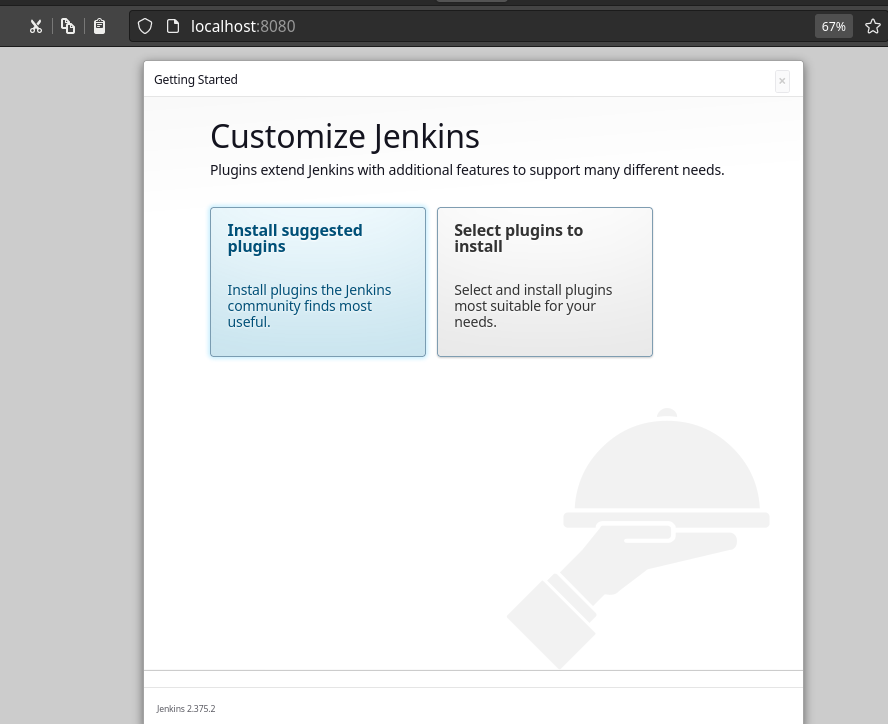 localhost:8080
67%
Getting Started
×
Customize Jenkins
Plugins extend Jenkins with additional features to support many different needs.
Install suggested
plugins
Install plugins the Jenkins
community finds most
useful.
Select plugins to
install
Select and install plugins
most suitable for your
needs.
Jenkins 2.375.2